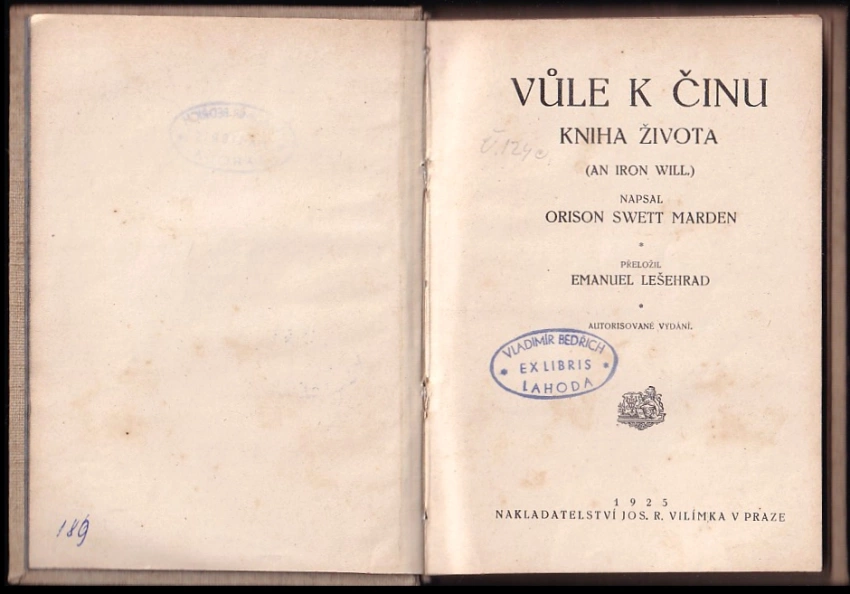 189
VŮLE K ČINU
KNIHA ŽIVOTA
(AN IRON WILL.)
NAPSAL
ORISON SWETT MARDEN
PŘELOŽIL
EMANUEL LEŠEHRAD
AUTORISOVANÉ VYDÁNÍ.
VLADIMÍR BEDŘICH
EX LIBRIS
LAHODA
1925
NAKLADATELSTVÍ JOS. R. VILÍMKA V PRAZE